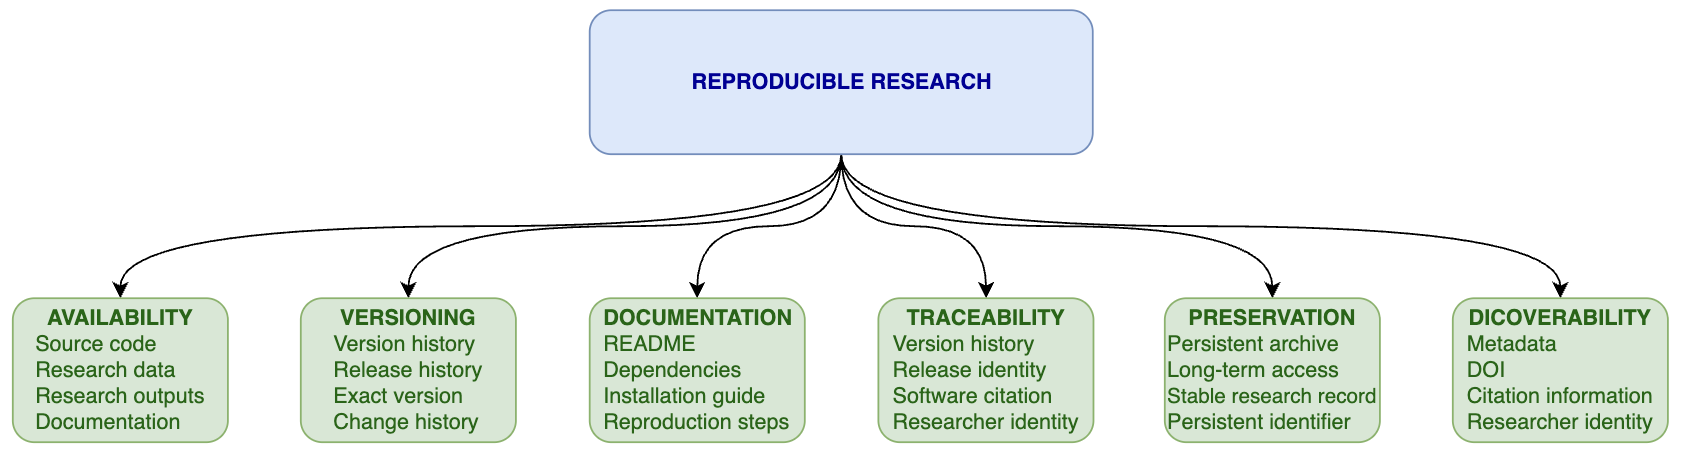 REPRODUCIBLE RESEARCH
AVAILABILITY
Source code
Research data
Research outputs
Documentation
VERSIONING
Version history
Release history
Exact version
Change history
DOCUMENTATION
README
Dependencies
Installation guide
Reproduction steps
TRACEABILITY
Version history
Release identity
Software citation
Researcher identity
PRESERVATION
Persistent archive
Long-term access
Stable research record
Persistent identifier
DICOVERABILITY
Metadata
DOI
Citation information
Researcher identity